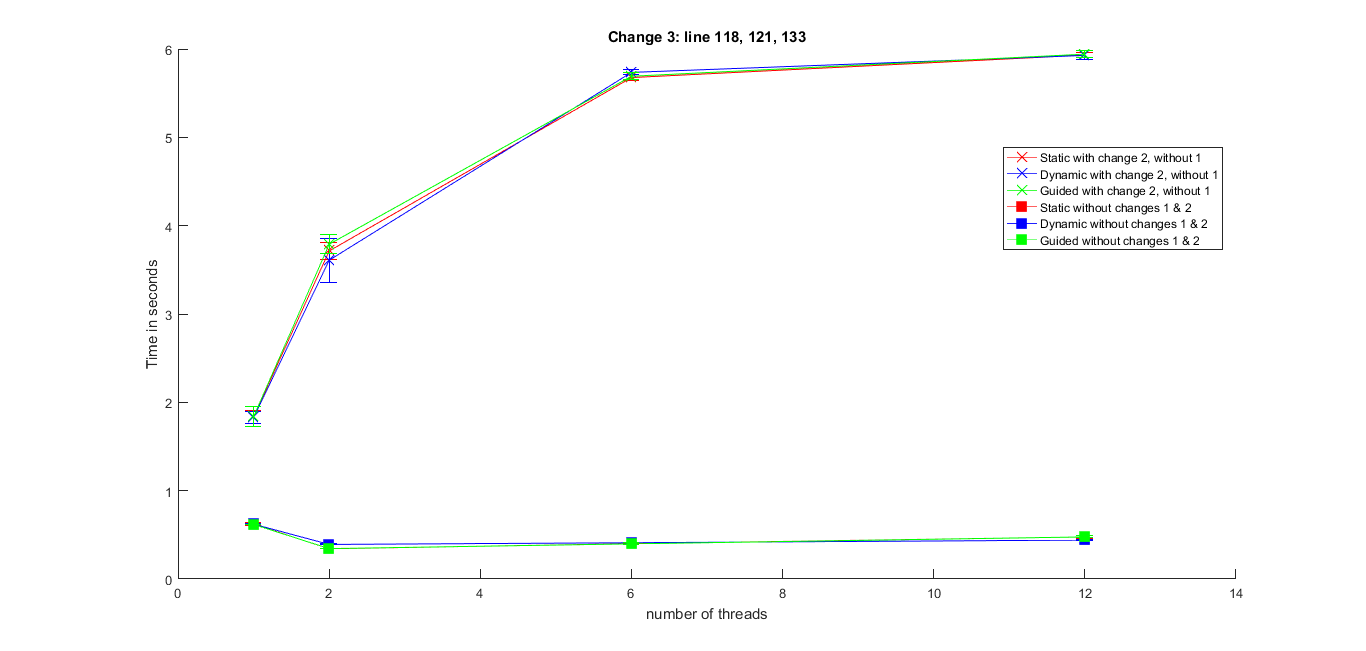 Change 3: line 118, 121, 133
6
5
4
3
2
1
0
Time in seconds
Static with change 2, without 1
Dynamic with change 2, without 1
Guided with change 2, without 1
Static without changes 1 & 2
Dynamic without changes 1 & 2
Guided without changes 1 & 2
0 2 4 6 8 10 12 14
number of threads